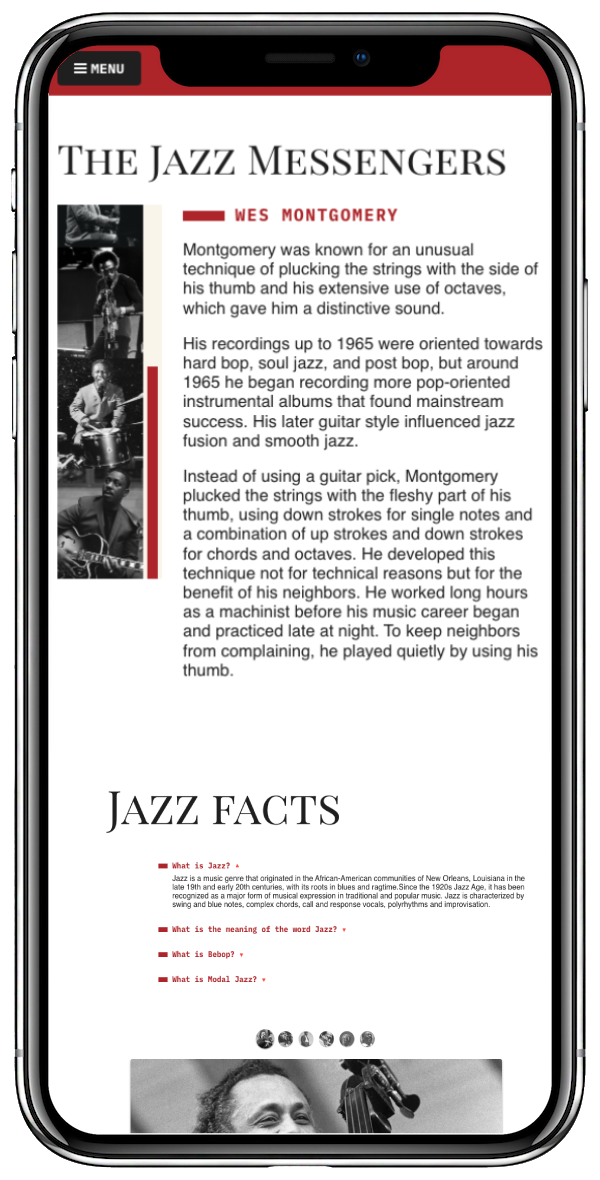 MENU
The Jazz Messengers
WES MONTGOMERY
Montgomery was known for an unusual
technique of plucking the strings with the side of
his thumb and his extensive use of octaves,
which gave him a distinctive sound.
His recordings up to 1965 were oriented towards
hard bop, soul jazz, and post bop, but around
1965 he began recording more pop-oriented
instrumental albums that found mainstream
success. His later guitar style influenced jazz
fusion and smooth jazz.
Instead of using a guitar pick, Montgomery
plucked the strings with the fleshy part of his
thumb, using down strokes for single notes and
a combination of up strokes and down strokes
for chords and octaves. He developed this
technique not for technical reasons but for the
benefit of his neighbors. He worked long hours
as a machinist before his music career began
and practiced late at night. To keep neighbors
from complaining, he played quietly by using his
thumb.
Jazz facts
What is Jazz?
Jazz is a music genre that originated in the African-American communities of New Orleans, Louisiana in the
late 19th and early 20th centuries, with its roots in blues and ragtime.Since the 1920s Jazz Age, it has been
recognized as a major form of musical expression in traditional and popular music. Jazz is characterized by
swing and blue notes, complex chords, call and response vocals, polyrhythms and improvisation.
What is the meaning of the word Jazz?
What is Bebop?
What is Modal Jazz?